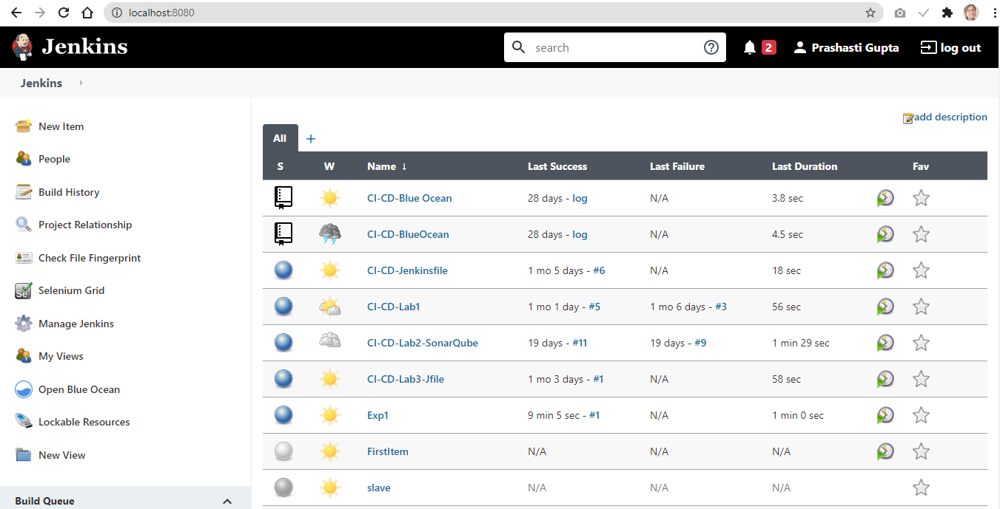 localhost:8080
Jenkins
search
2
Prashasti Gupta
log out
Jenkins
New Item
People
Build History
Project Relationship
Check File Fingerprint
Selenium Grid
Manage Jenkins
My Views
Open Blue Ocean
Lockable Resources
New View
Build Queue
add description
All +
S W Name ↓ Last Success Last Failure Last Duration Fav
CI-CD-Blue Ocean 28 days - log N/A 3.8 sec
CI-CD-BlueOcean 28 days - log N/A 4.5 sec
CI-CD-Jenkinsfile 1 mo 5 days - #6 N/A 18 sec
CI-CD-Lab1 1 mo 1 day - #5 1 mo 6 days - #3 56 sec
CI-CD-Lab2-SonarQube 19 days - #11 19 days - #9 1 min 29 sec
CI-CD-Lab3-Jfile 1 mo 3 days - #1 N/A 58 sec
Exp1 9 min 5 sec - #1 N/A 1 min 0 sec
FirstItem N/A N/A N/A
slave N/A N/A N/A